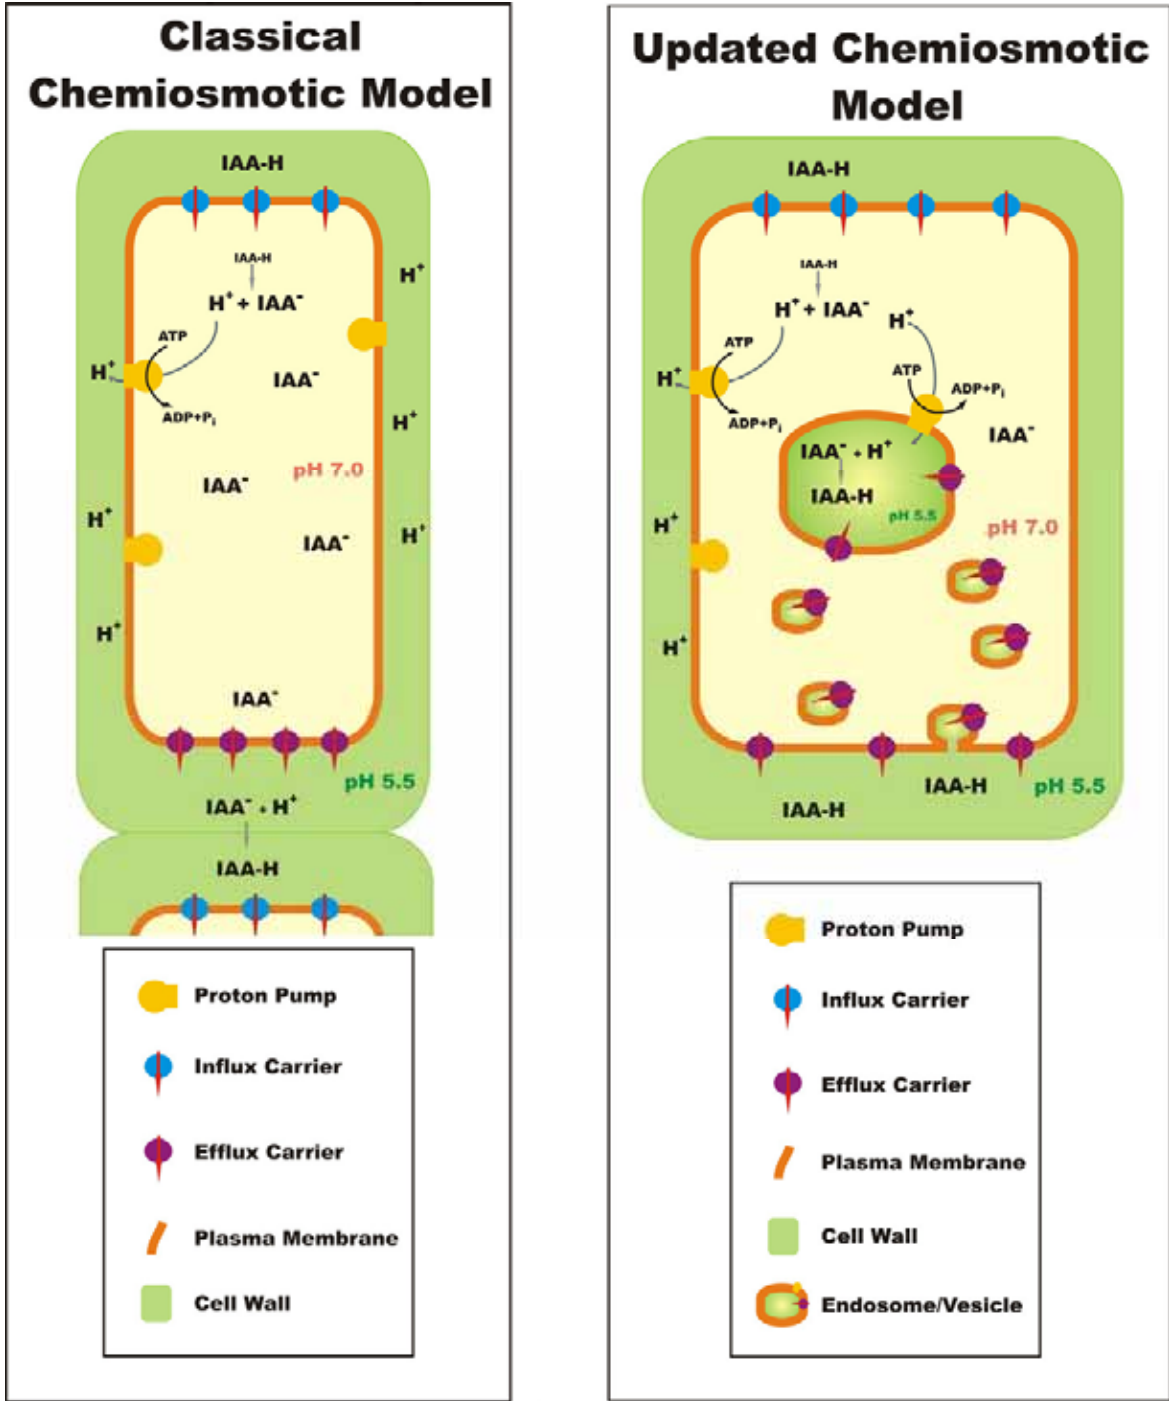 Classical
Chemiosmotic Model
IAA-H
IAA-H
H⁺ + IAA⁻
H⁺
ATP
H⁺
ADP+Pᵢ
IAA⁻
H⁺
pH 7.0
IAA⁻
H⁺
IAA⁻
H⁺
H⁺
IAA⁻
pH 5.5
IAA⁻ + H⁺
IAA-H
Proton Pump
Influx Carrier
Efflux Carrier
Plasma Membrane
Cell Wall
Updated Chemiosmotic
Model
IAA-H
IAA-H
H⁺ + IAA⁻
H⁺
ATP
H⁺
ADP+Pᵢ
ATP
ADP+Pᵢ
IAA⁻
IAA⁻ + H⁺
IAA-H
pH 5.5
pH 7.0
H⁺
H⁺
IAA-H
pH 5.5
IAA-H
Proton Pump
Influx Carrier
Efflux Carrier
Plasma Membrane
Cell Wall
Endosome/Vesicle